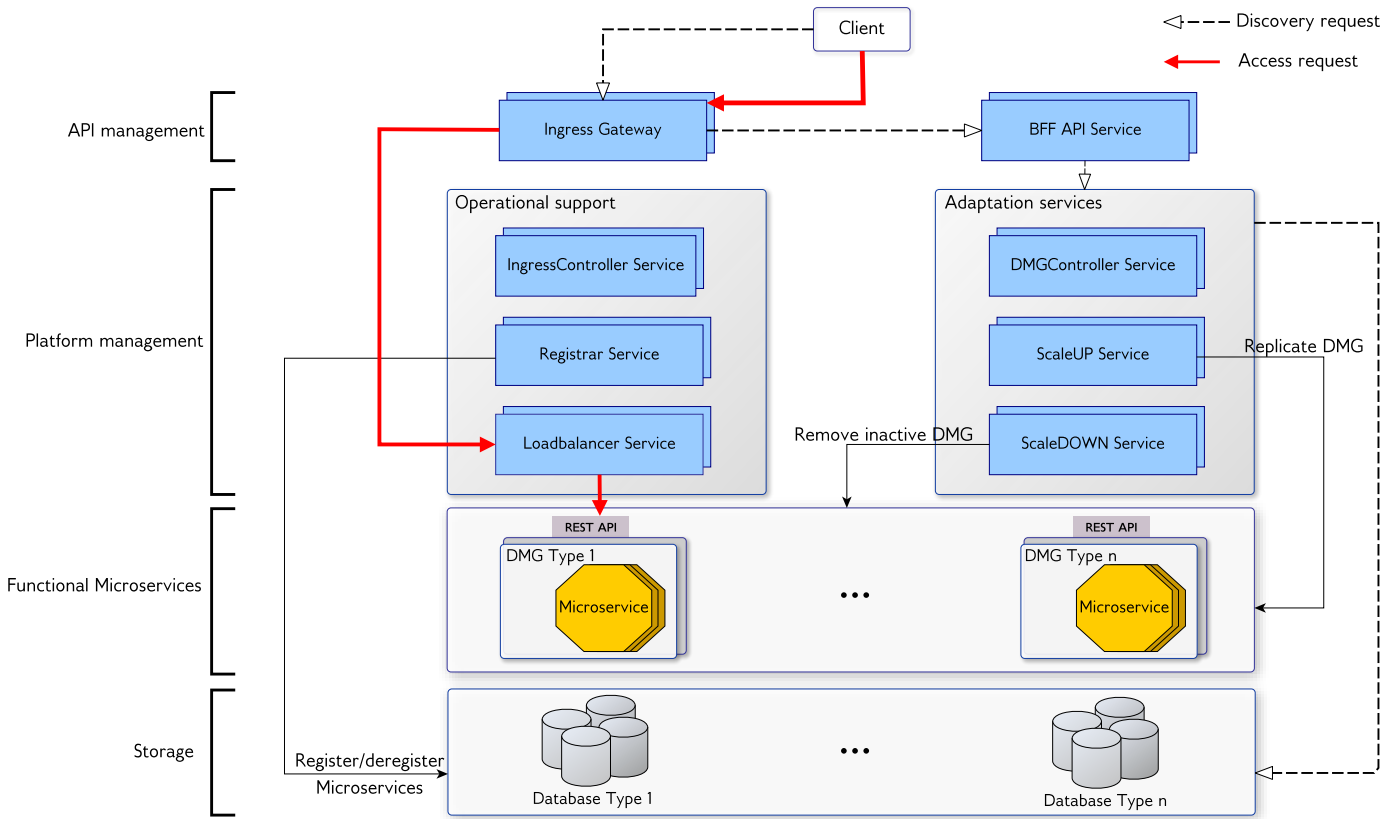 Client
Discovery request
Access request
API management
Ingress Gateway
BFF API Service
Platform management
Operational support
IngressController Service
Registrar Service
Loadbalancer Service
Adaptation services
DMGController Service
ScaleUP Service
ScaleDOWN Service
Replicate DMG
Remove inactive DMG
Functional Microservices
REST API
DMG Type 1
Microservice
...
REST API
DMG Type n
Microservice
Storage
Register/deregister
Microservices
Database Type 1
...
Database Type n